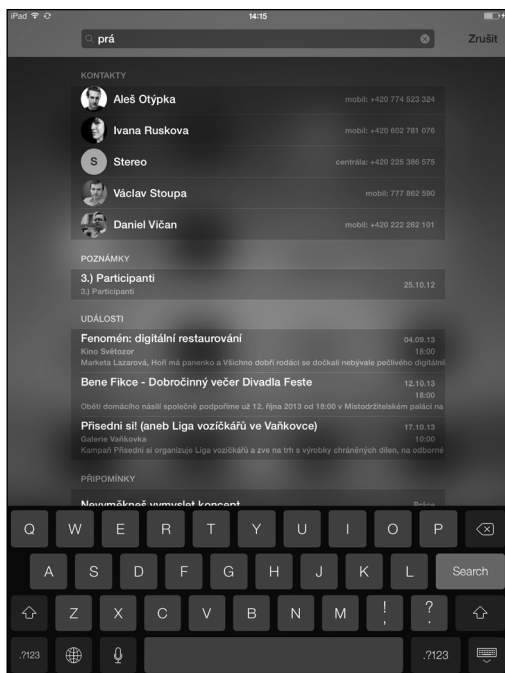 iPad 14:15
prá Zrušit
KONTAKTY
Aleš Otýpka mobil: +420 774 523 324
Ivana Ruskova mobil: +420 602 781 076
S Stereo centrála: +420 225 386 575
Václav Stoupa mobil: 777 862 590
Daniel Vičan mobil: +420 222 262 101
POZNÁMKY
3.) Participanti 25.10.12
3.) Participanti
UDÁLOSTI
Fenomén: digitální restaurování 04.09.13
Kino Světozor 18:00
Marketa Lazarová, Hoří má panenko a Všichno dobří rodáci se dočkali nebývale pečlivého digitální
Bene Fikce - Dobročinný večer Divadla Feste 12.10.13
18:00
Oběti domácího násilí společně podpoříme už 12. října 2013 od 18:00 v Místodržitelském paláci na
Přisedni si! (aneb Liga vozíčkářů ve Vaňkovce) 17.10.13
Galerie Vaňkovka 10:00
Kampaň Přisedni si organizuje Liga vozíčkářů a zve na trh s výrobky chráněných dílen, na odborné
PŘIPOMÍNKY
Nevyměkneš vymyslet koncept Práce
Q W E R T Y U I O P
A S D F G H J K L Search
Z X C V B N M ! , ? .
.?123 .?123